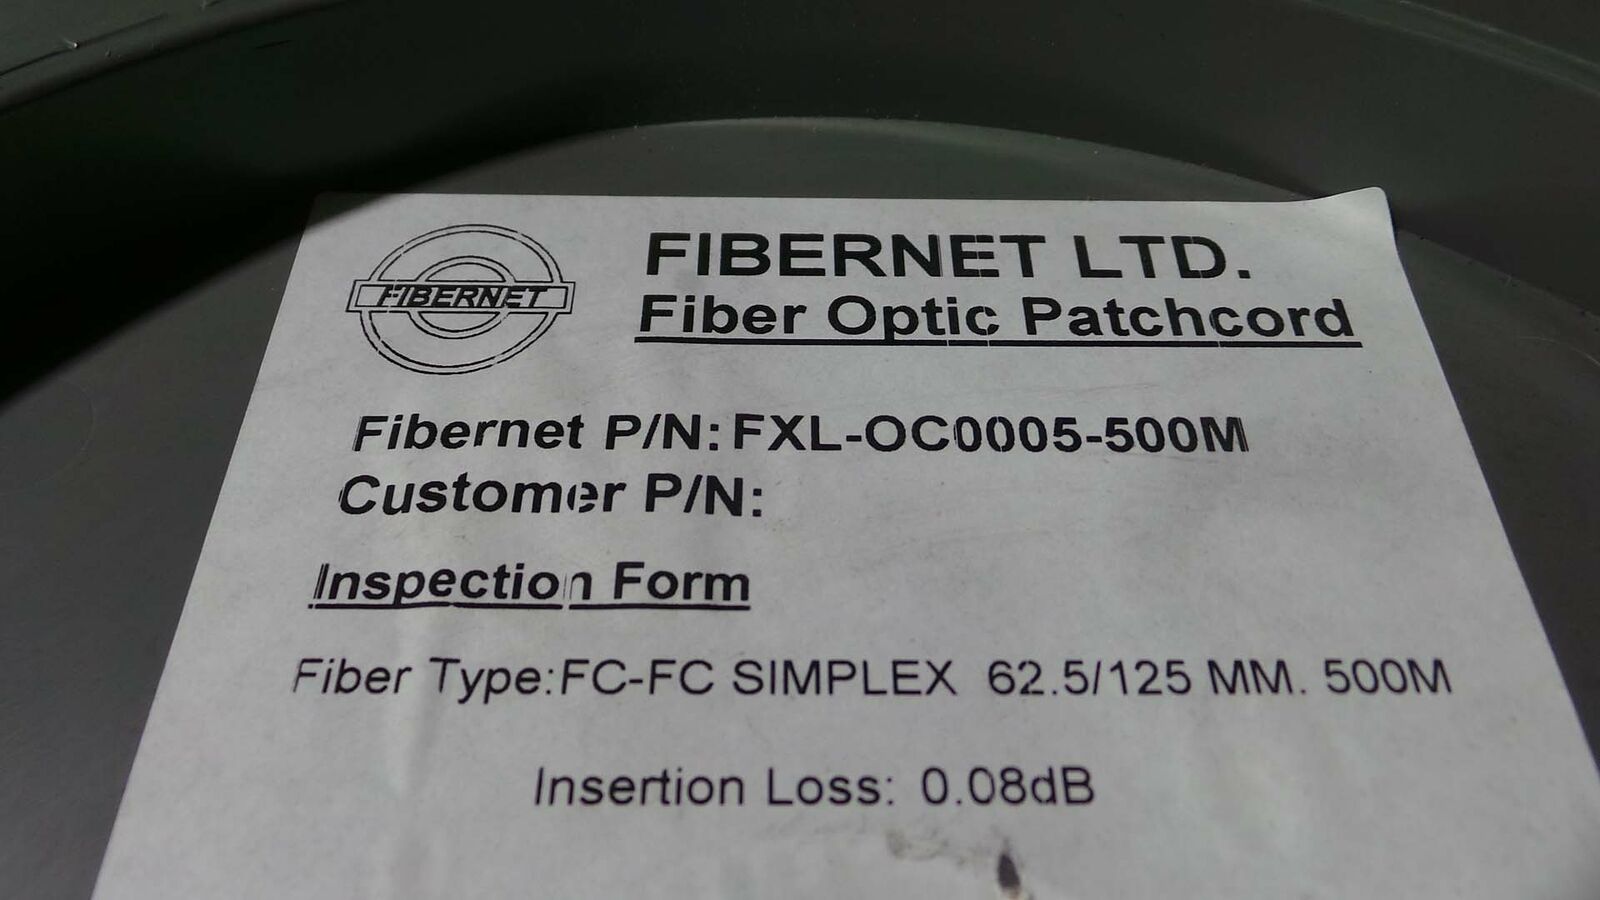 FIBERNET
FIBERNET LTD.
Fiber Optic Patchcord
Fibernet P/N: FXL-OC0005-500M
Customer P/N:
Inspection Form
Fiber Type:FC-FC SIMPLEX 62.5/125 MM. 500M
Insertion Loss: 0.08dB